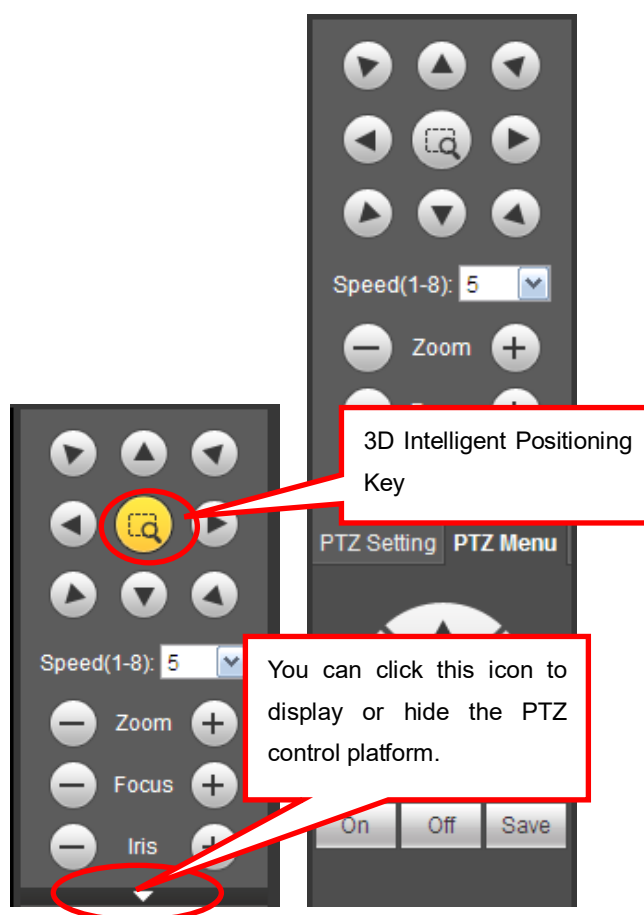 Speed(1-8): 5
Zoom
3D Intelligent Positioning
Key
PTZ Setting PTZ Menu
Speed(1-8): 5
You can click this icon to
display or hide the PTZ
control platform.
Zoom
Focus
Iris
On Off Save